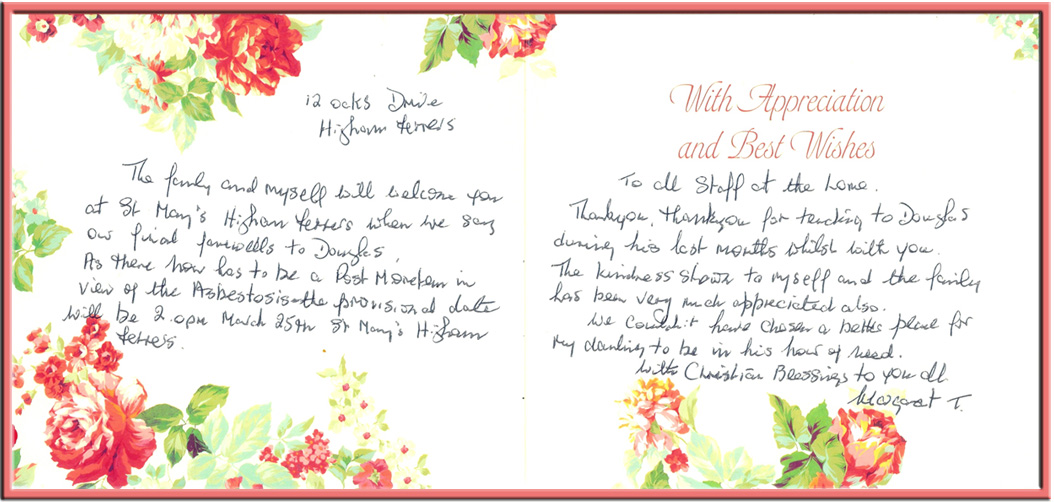 12 ocks Drive
Higham Ferrers
The family and myself will welcome you
at St Mary's Higham Ferrers when we say
our final farewells to Douglas,
As there now has to be a Post Mortem in
view of the Asbestosis the provisional date
will be 2.0pm March 25th St Mary's Higham
Ferrers.
With Appreciation
and Best Wishes
To all Staff at the home.
Thankyou, thankyou for tending to Douglas
during his last months whilst with you.
The kindness shown to myself and the family
has been very much appreciated also.
We couldn't have chosen a better place for
my darling to be in his hour of need.
With Christian Blessings to you all
Margaret T.